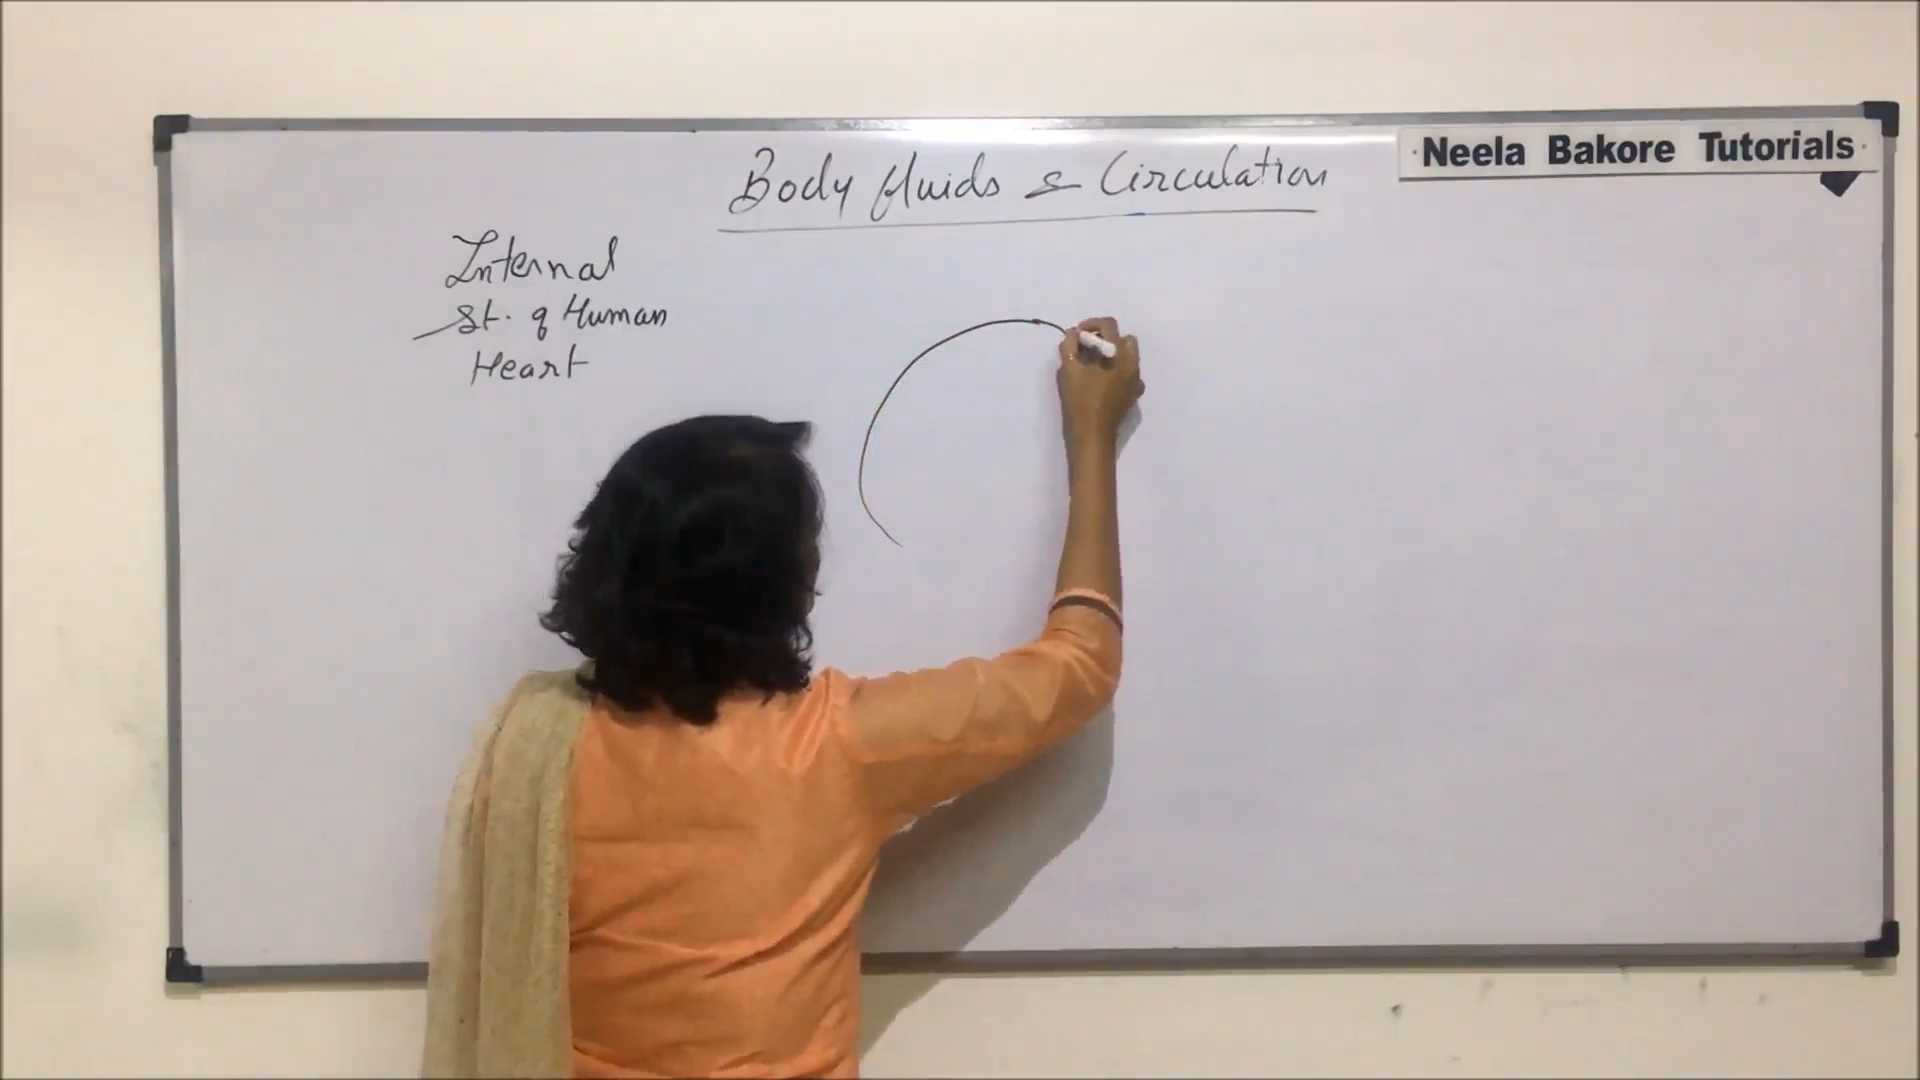 Neela Bakore Tutorials
Body fluids & Circulation
Internal
St. of Human
Heart